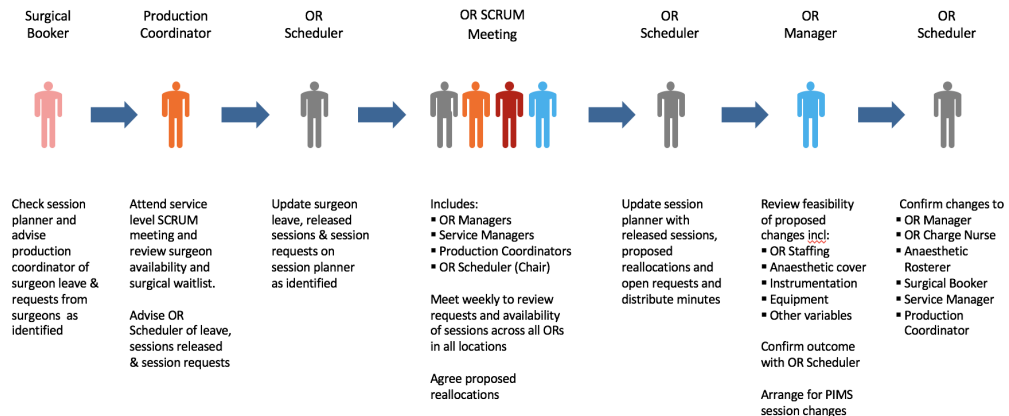 Surgical
Booker
Production
Coordinator
OR
Scheduler
OR SCRUM
Meeting
OR
Scheduler
OR
Manager
OR
Scheduler
Check session
planner and
advise
production
coordinator of
surgeon leave &
requests from
surgeons as
identified
Attend service
level SCRUM
meeting and
review surgeon
availability and
surgical waitlist.
Advise OR
Scheduler of leave,
sessions released
& session requests
Update surgeon
leave, released
sessions & session
requests on
session planner
as identified
Includes:
▪ OR Managers
▪ Service Managers
▪ Production Coordinators
▪ OR Scheduler (Chair)
Meet weekly to review
requests and availability
of sessions across all ORs
in all locations
Agree proposed
reallocations
Update session
planner with
released sessions,
proposed
reallocations and
open requests and
distribute minutes
Review feasibility
of proposed
changes incl:
▪ OR Staffing
▪ Anaesthetic cover
▪ Instrumentation
▪ Equipment
▪ Other variables
Confirm outcome
with OR Scheduler
Arrange for PIMS
session changes
Confirm changes to
▪ OR Manager
▪ OR Charge Nurse
▪ Anaesthetic
Rosterer
▪ Surgical Booker
▪ Service Manager
▪ Production
Coordinator